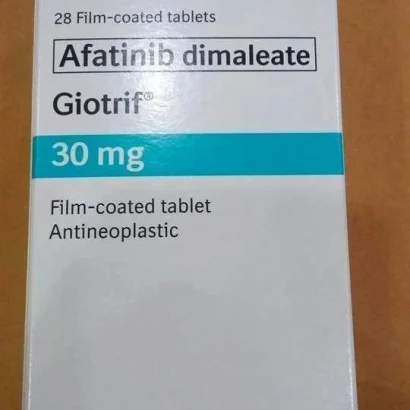 28 Film-coated tablets
Afatinib dimaleate
Giotrif®
30 mg
Film-coated tablet
Antineoplastic